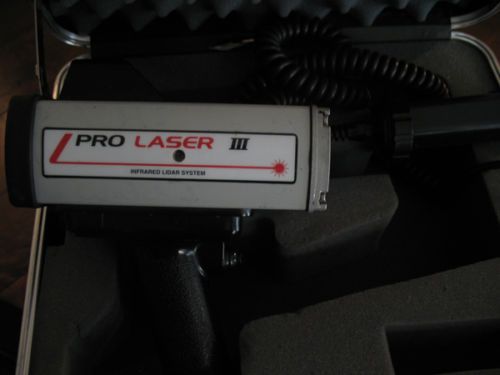 PRO LASER III
INFRARED LIDAR SYSTEM